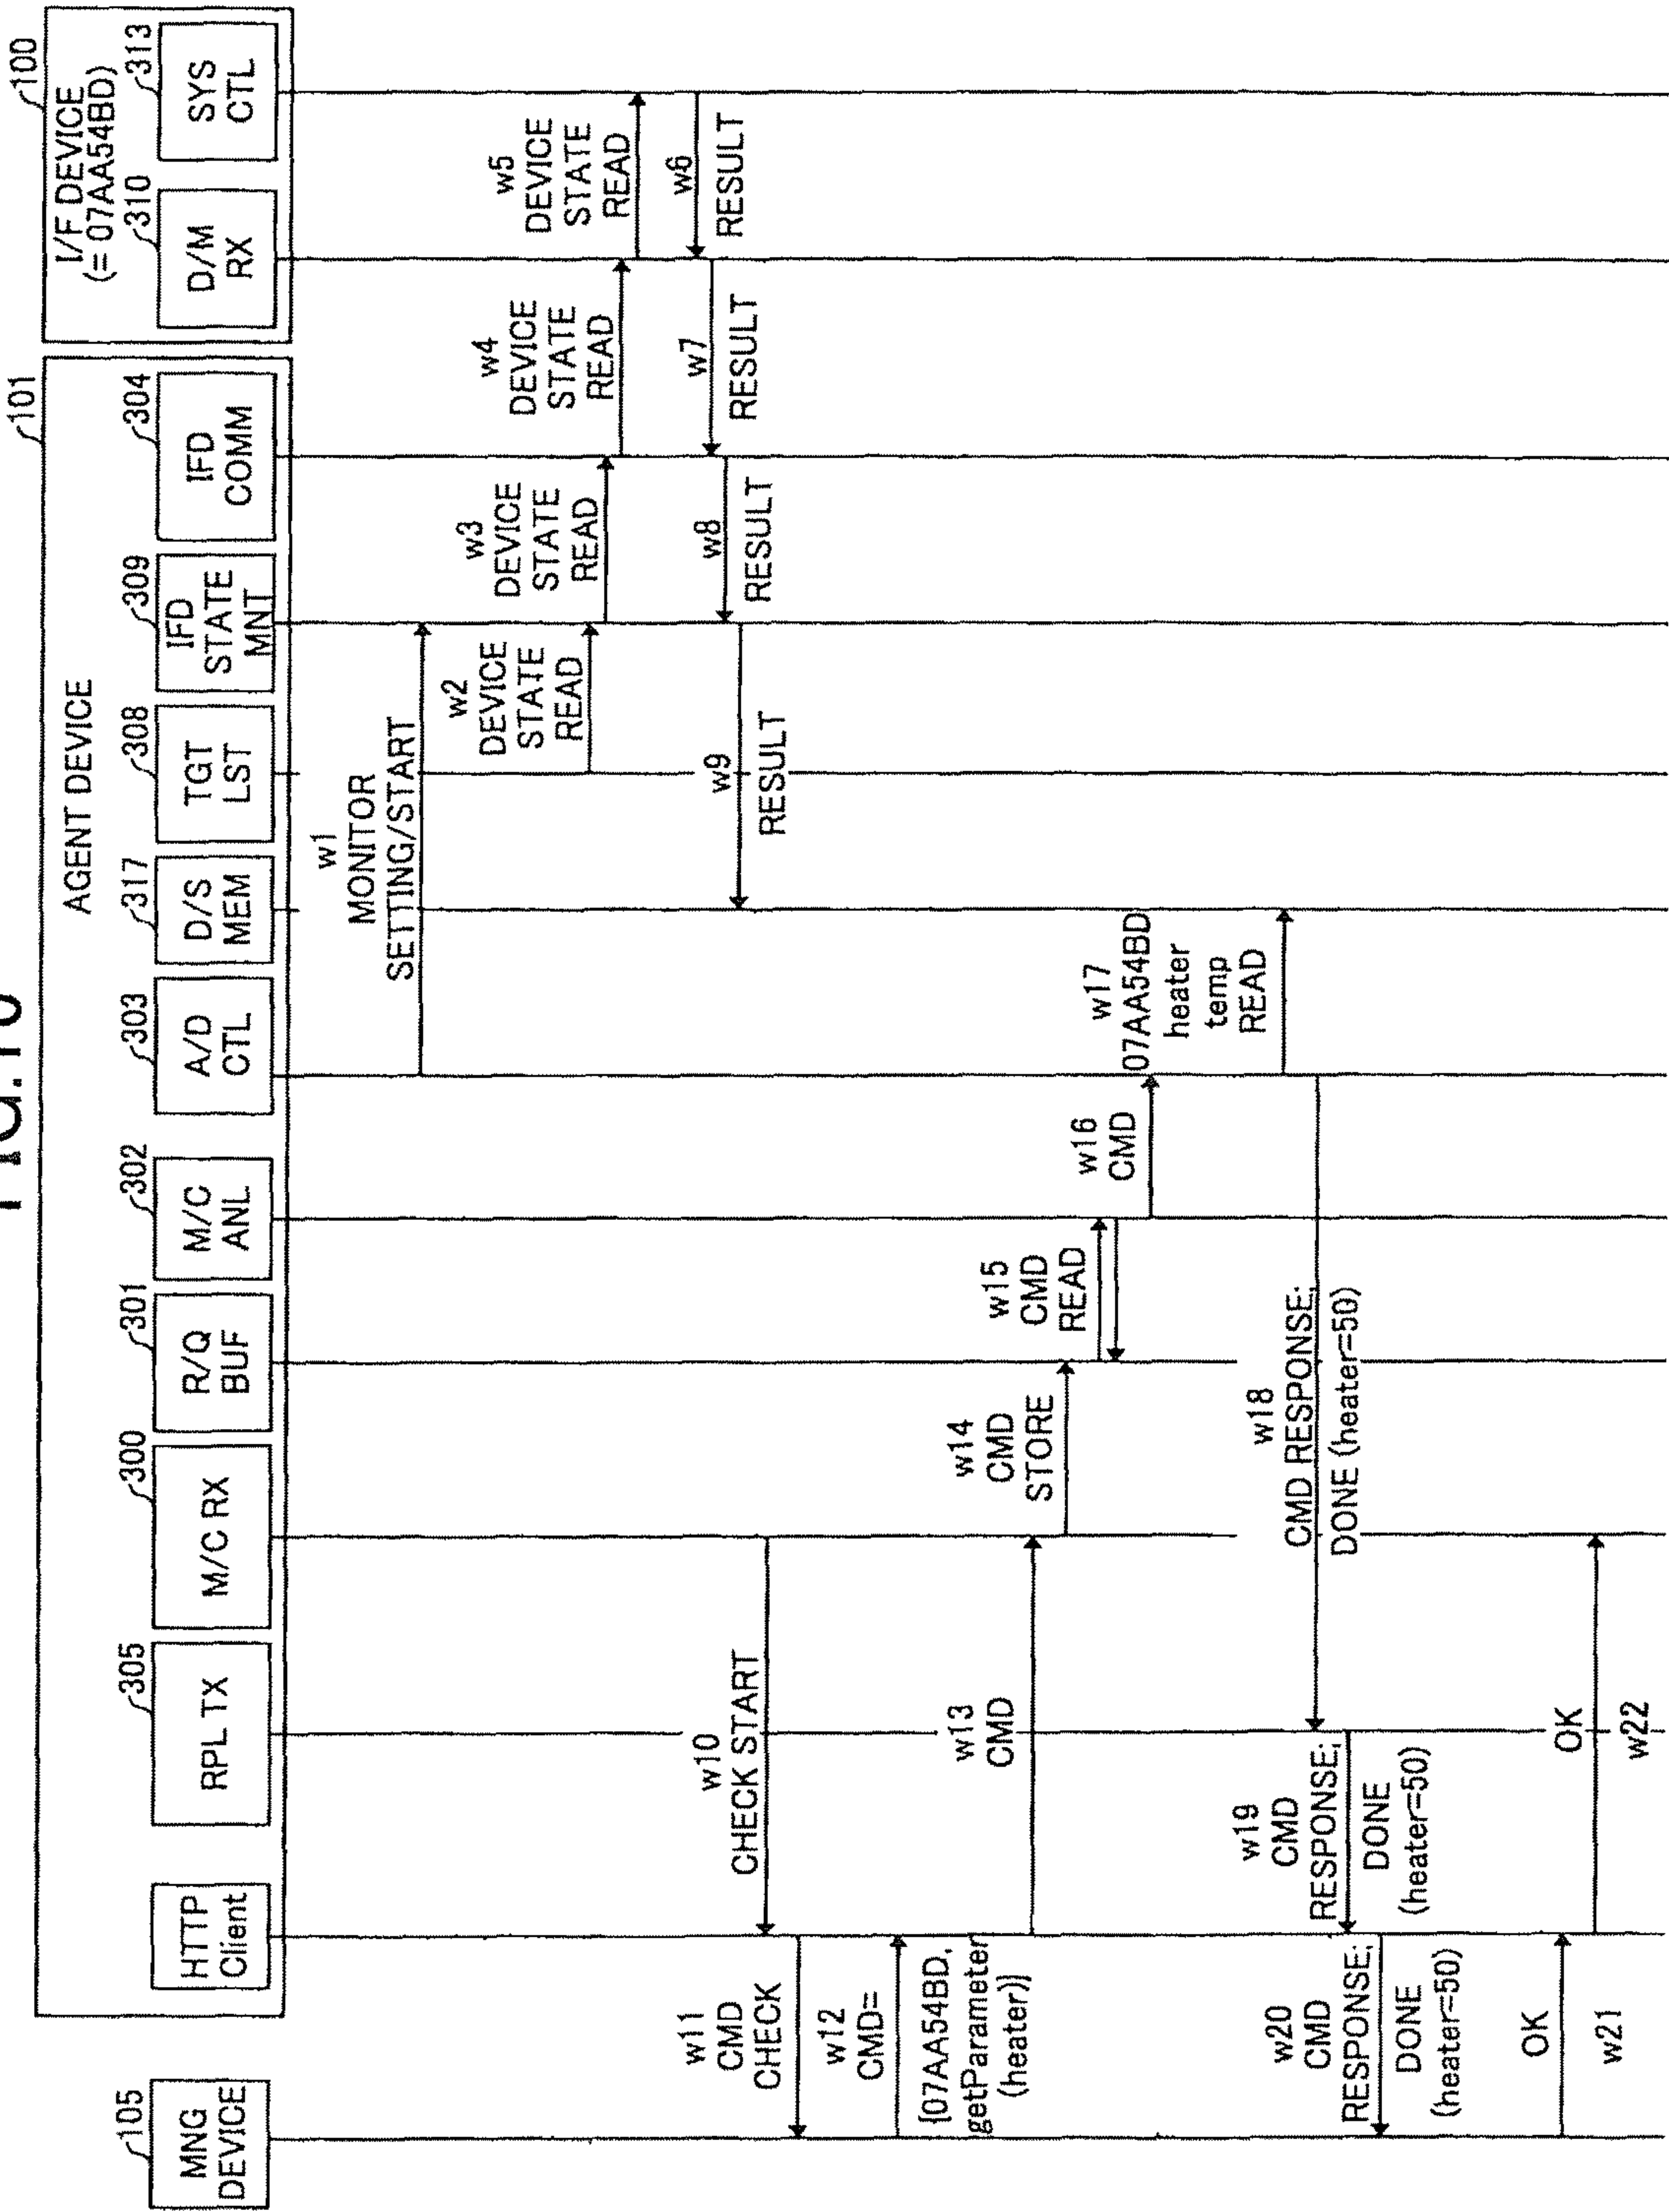 105
MNG
DEVICE
101
AGENT DEVICE
HTTP
Client
305
RPL TX
300
M/C RX
301
R/Q
BUF
302
M/C
ANL
303
A/D
CTL
317
D/S
MEM
308
TGT
LST
309
IFD
STATE
MNT
304
IFD
COMM
100
I/F DEVICE
(= 07AA54BD)
310
D/M
RX
313
SYS
CTL
w1
MONITOR
SETTING/START
w2
DEVICE
STATE
READ
w3
DEVICE
STATE
READ
w4
DEVICE
STATE
READ
w5
DEVICE
STATE
READ
w6
RESULT
w7
RESULT
w8
RESULT
w9
RESULT
w10
CHECK START
w11
CMD
CHECK
w12
CMD=
[07AA54BD,
getParameter
(heater)]
w13
CMD
w14
CMD
STORE
w15
CMD
READ
w16
CMD
w17
07AA54BD
heater
temp
READ
w18
CMD RESPONSE;
DONE (heater=50)
w19
CMD
RESPONSE;
DONE
(heater=50)
w20
CMD
RESPONSE;
DONE
(heater=50)
OK
w21
OK
w22